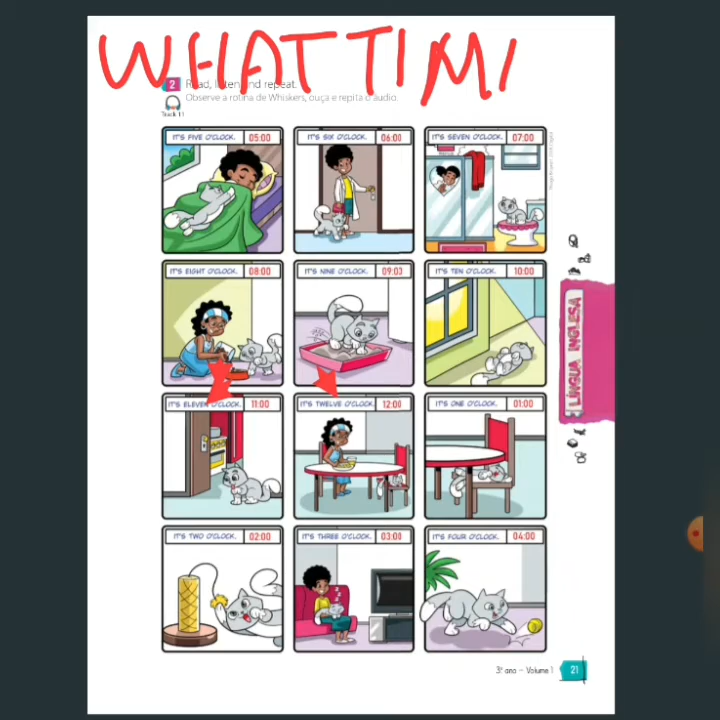 WHAT TIM
2 Read, listen and repeat.
Observe a rotina de Whiskers, ouça e repita o áudio.
Track 11
IT'S FIVE O'CLOCK. 05:00
IT'S SIX O'CLOCK. 06:00
IT'S SEVEN O'CLOCK. 07:00
IT'S EIGHT O'CLOCK. 08:00
IT'S NINE O'CLOCK. 09:00
IT'S TEN O'CLOCK. 10:00
IT'S ELEVEN O'CLOCK. 11:00
IT'S TWELVE O'CLOCK. 12:00
IT'S ONE O'CLOCK. 01:00
IT'S TWO O'CLOCK. 02:00
IT'S THREE O'CLOCK. 03:00
IT'S FOUR O'CLOCK. 04:00
LÍNGUA INGLESA
3º ano – Volume 1 21